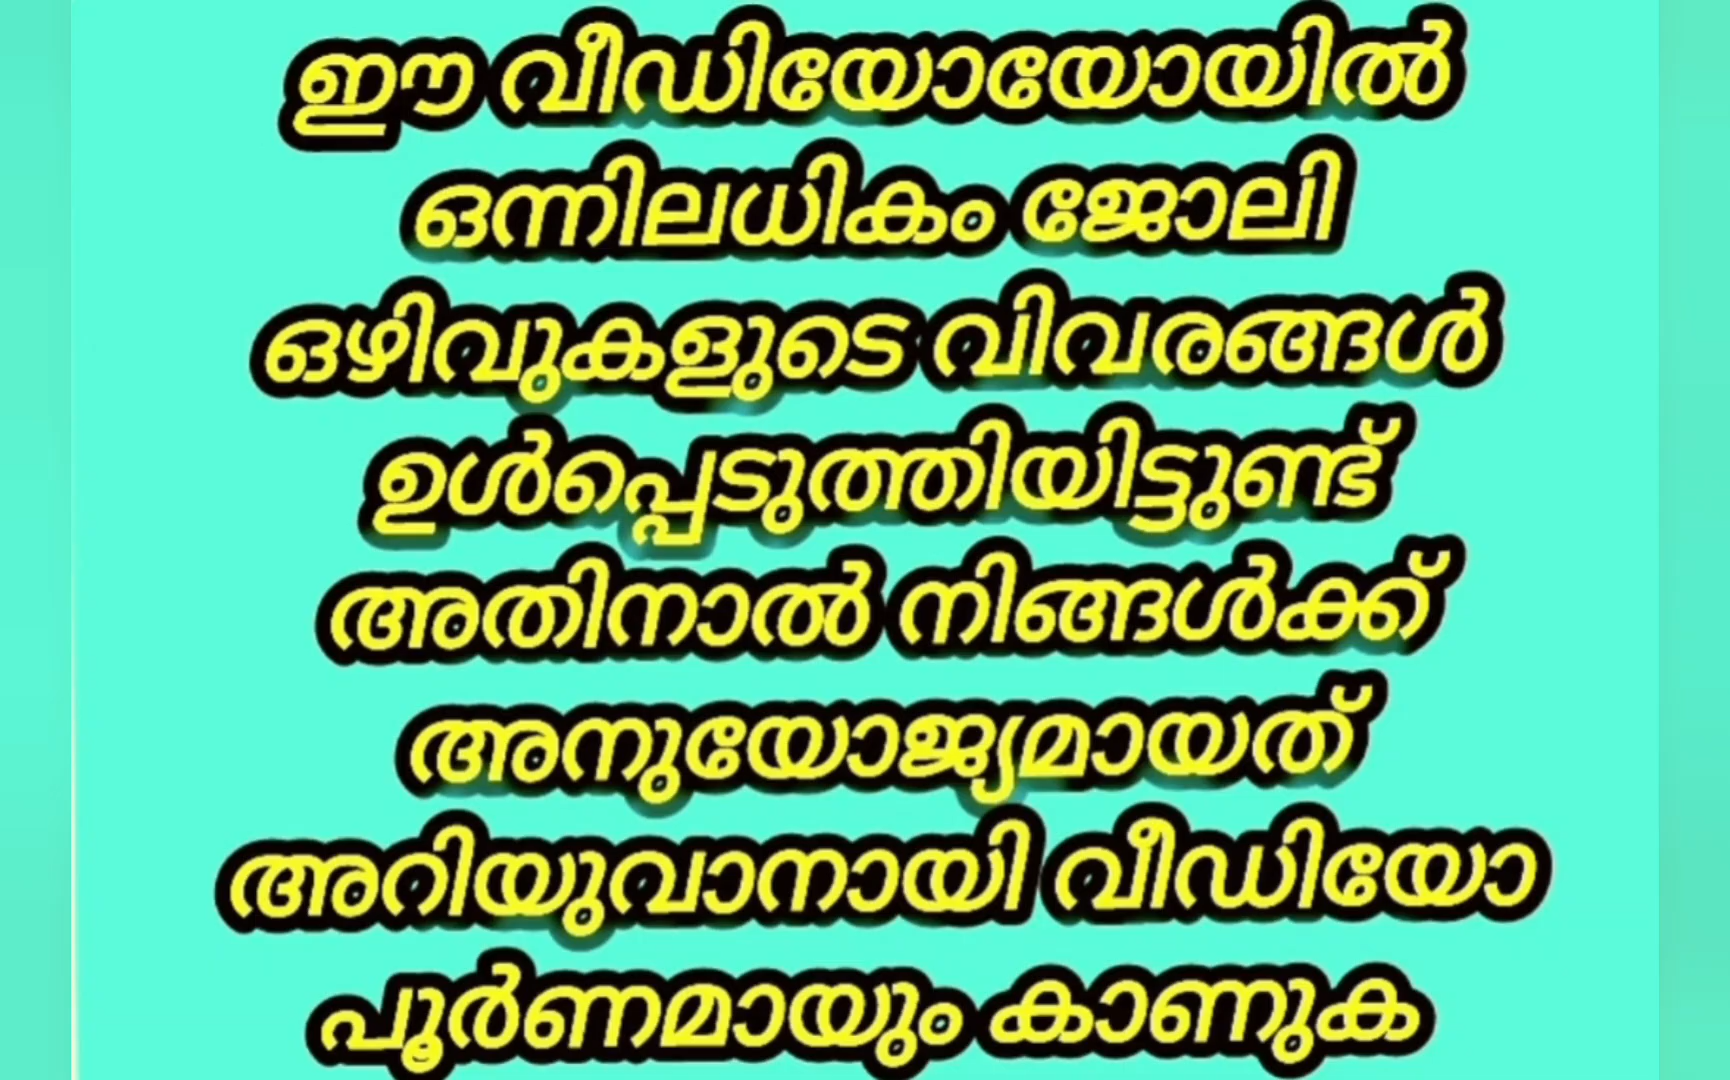 ഈ വീഡിയോയോയിൽ
ഒന്നിലധികം ജോലി
ഒഴിവുകളുടെ വിവരങ്ങൾ
ഉൾപ്പെടുത്തിയിട്ടുണ്ട്
അതിനാൽ നിങ്ങൾക്ക്
അനുയോജ്യമായത്
അറിയുവാനായി വീഡിയോ
പൂർണമായും കാണുക